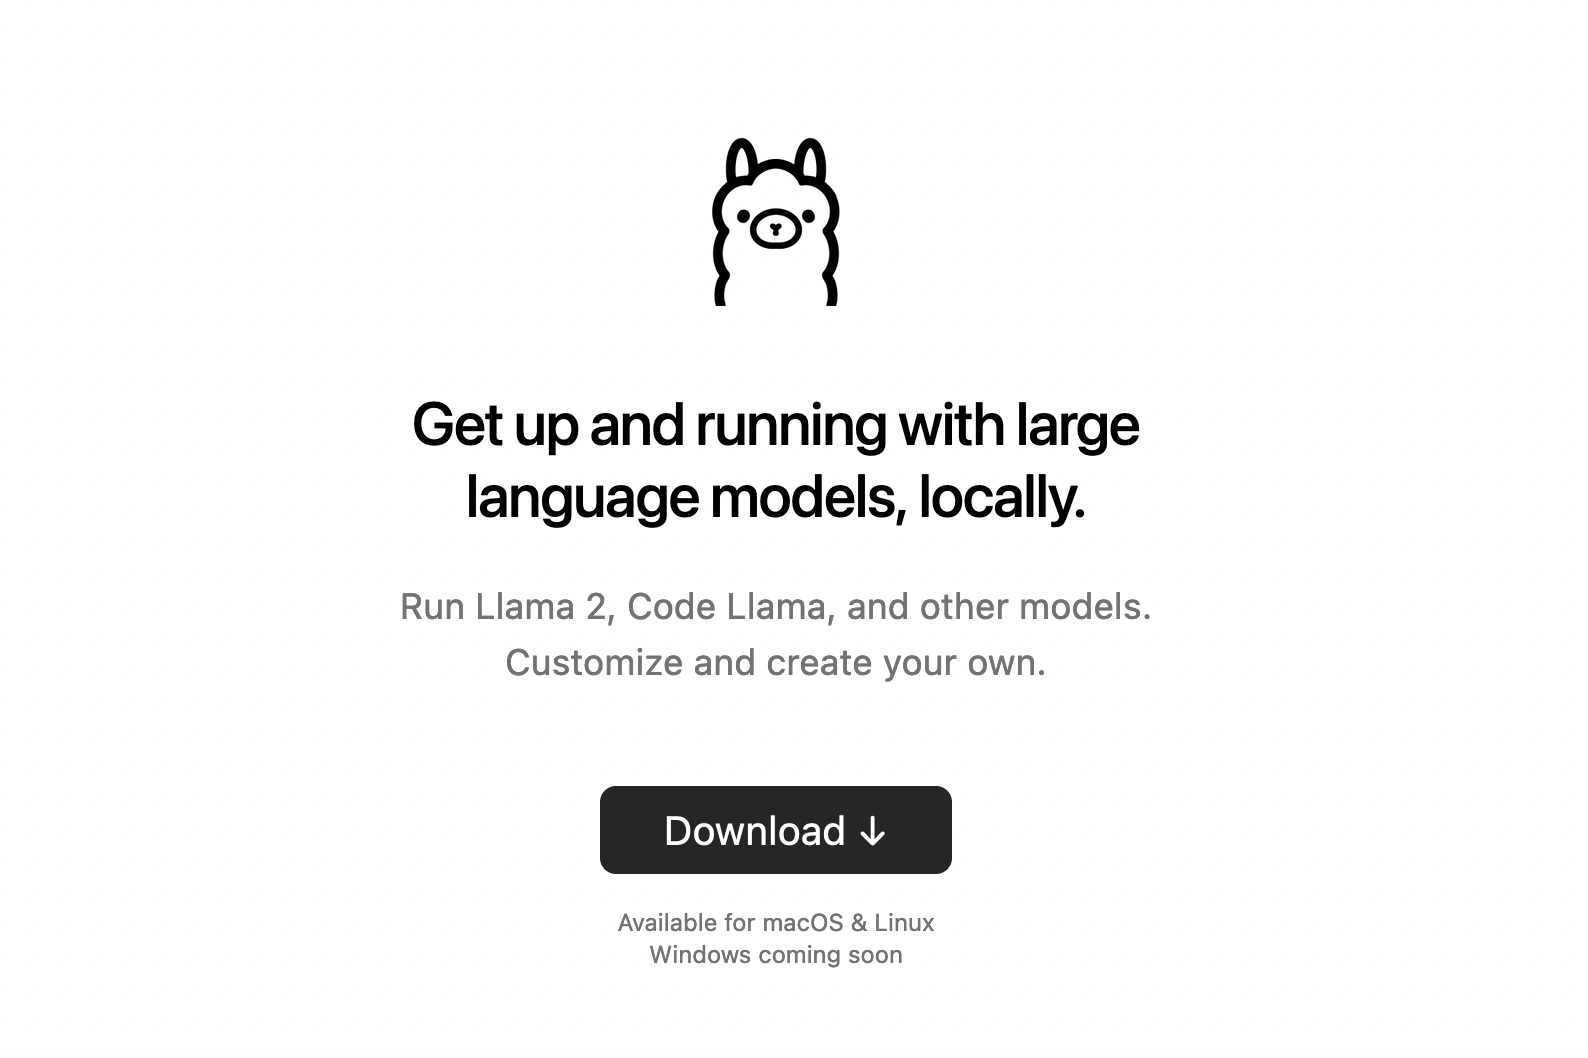 Get up and running with large
language models, locally.
Run Llama 2, Code Llama, and other models.
Customize and create your own.
Download ↓
Available for macOS & Linux
Windows coming soon